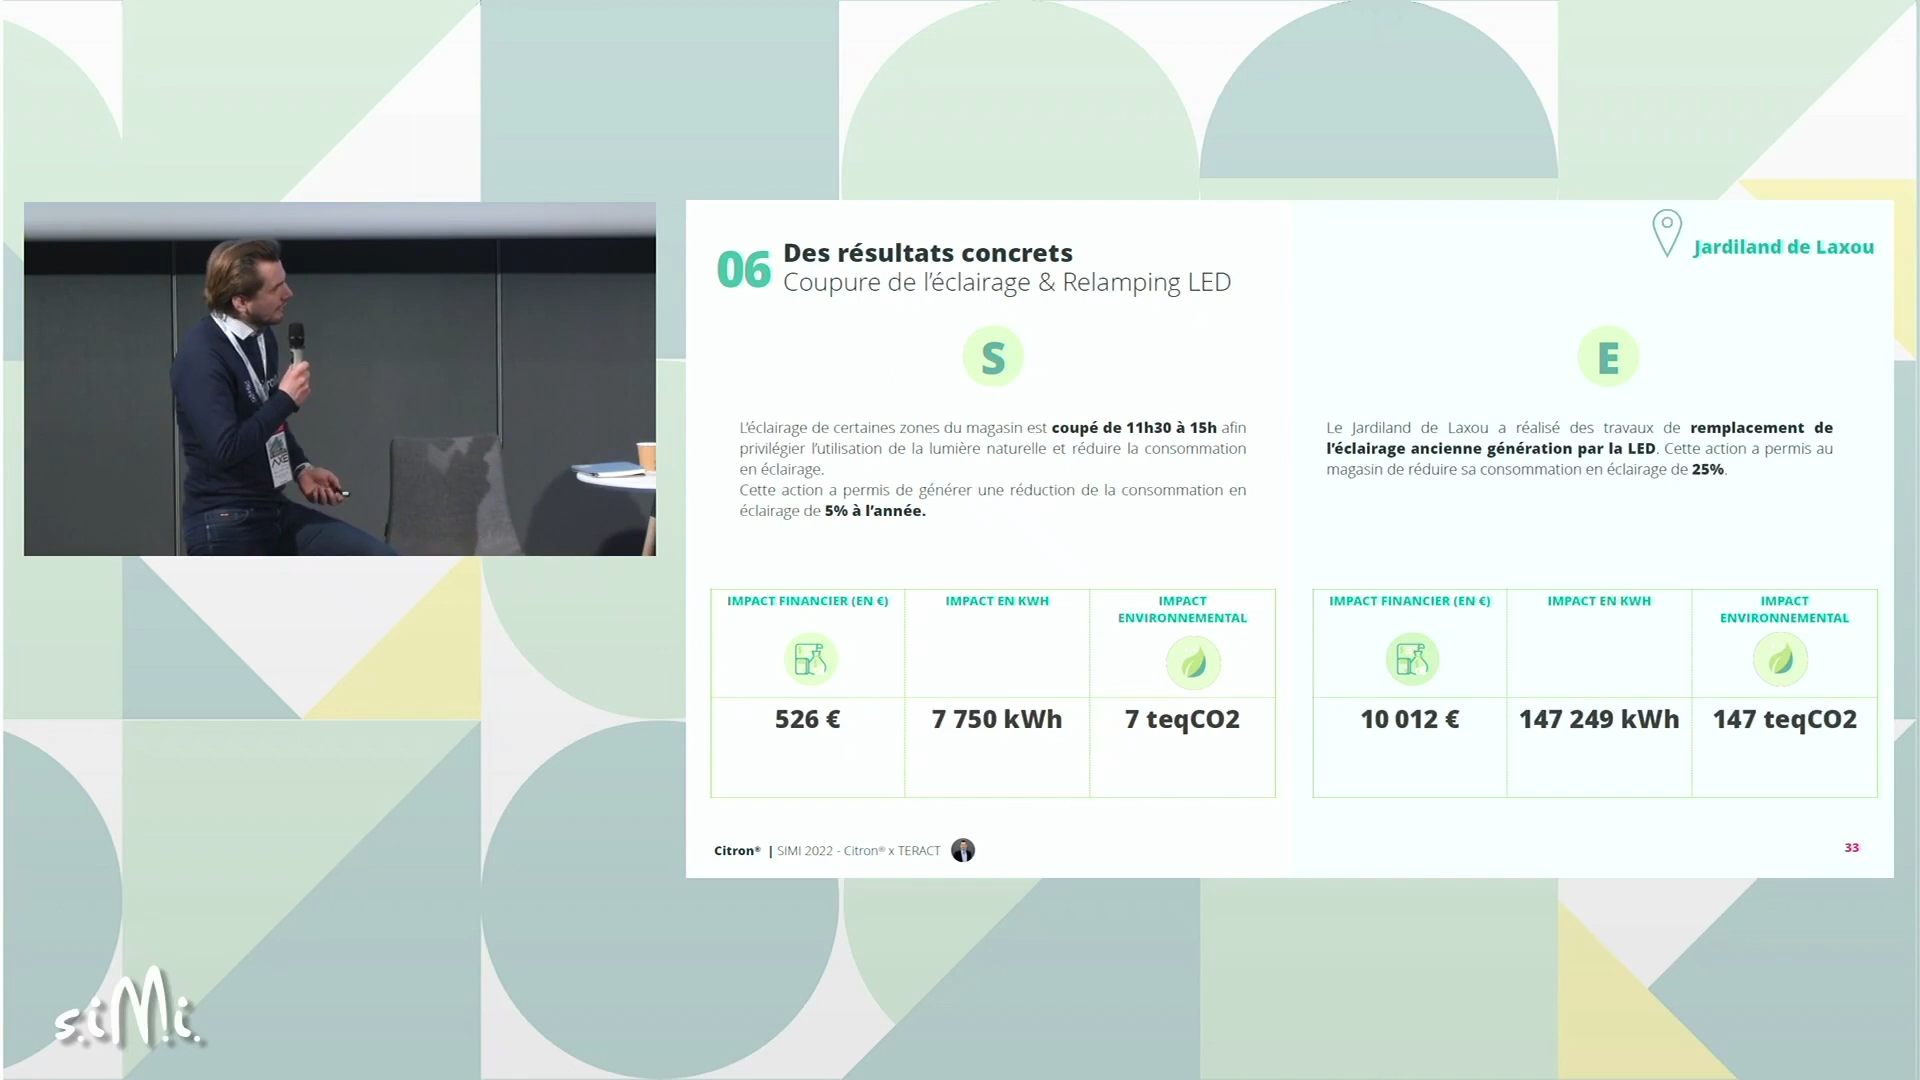 06
Des résultats concrets
Coupure de l'éclairage & Relamping LED
Jardiland de Laxou
S
L'éclairage de certaines zones du magasin est coupé de 11h30 à 15h afin
privilégier l'utilisation de la lumière naturelle et réduire la consommation
en éclairage.
Cette action a permis de générer une réduction de la consommation en
éclairage de 5% à l'année.
IMPACT FINANCIER (EN €)
IMPACT EN KWH
IMPACT
ENVIRONNEMENTAL
526 €
7 750 kWh
7 teqCO2
E
Le Jardiland de Laxou a réalisé des travaux de remplacement de
l'éclairage ancienne génération par la LED. Cette action a permis au
magasin de réduire sa consommation en éclairage de 25%.
IMPACT FINANCIER (EN €)
IMPACT EN KWH
IMPACT
ENVIRONNEMENTAL
10 012 €
147 249 kWh
147 teqCO2
Citron® | SIMI 2022 - Citron® x TERACT
33
s.iMi.